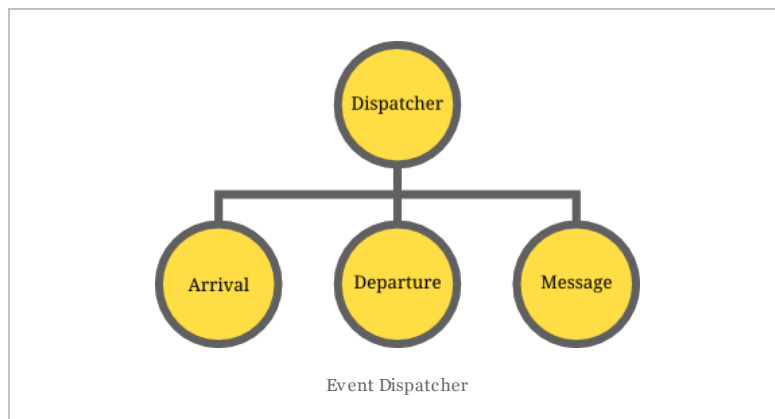 Dispatcher
Arrival
Departure
Message
Event Dispatcher